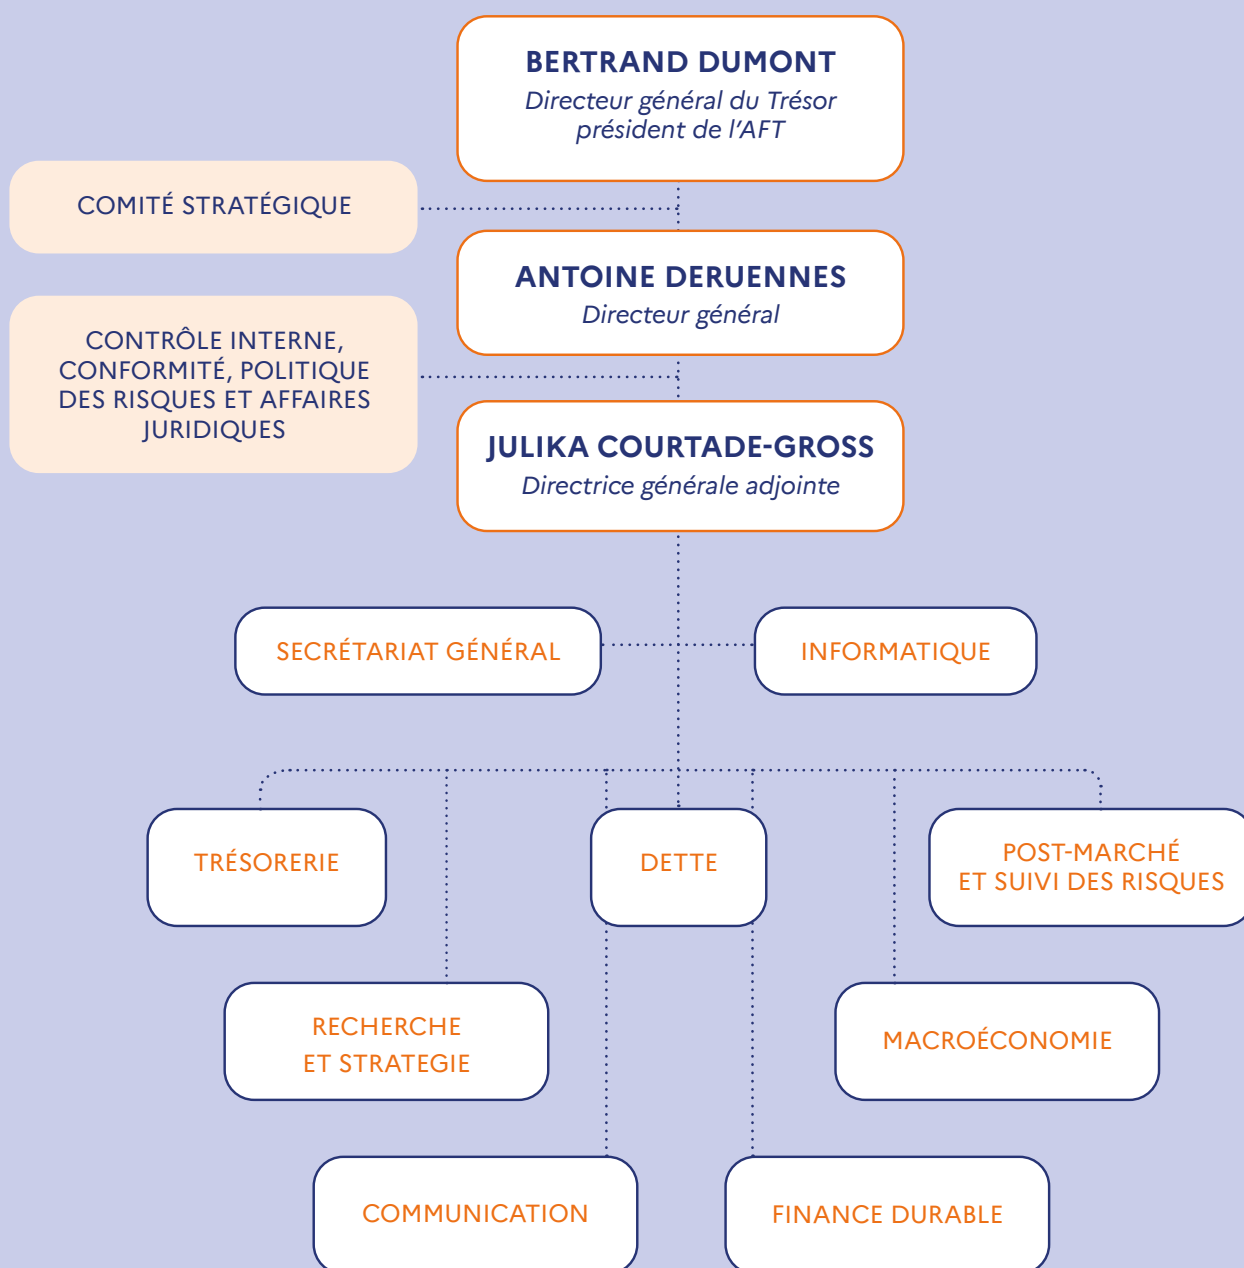 BERTRAND DUMONT
Directeur général du Trésor
président de l’AFT
COMITÉ STRATÉGIQUE
ANTOINE DERUENNES
Directeur général
CONTRÔLE INTERNE,
CONFORMITÉ, POLITIQUE
DES RISQUES ET AFFAIRES
JURIDIQUES
JULIKA COURTADE-GROSS
Directrice générale adjointe
SECRÉTARIAT GÉNÉRAL
INFORMATIQUE
TRÉSORERIE
DETTE
POST-MARCHÉ
ET SUIVI DES RISQUES
RECHERCHE
ET STRATEGIE
MACROÉCONOMIE
COMMUNICATION
FINANCE DURABLE